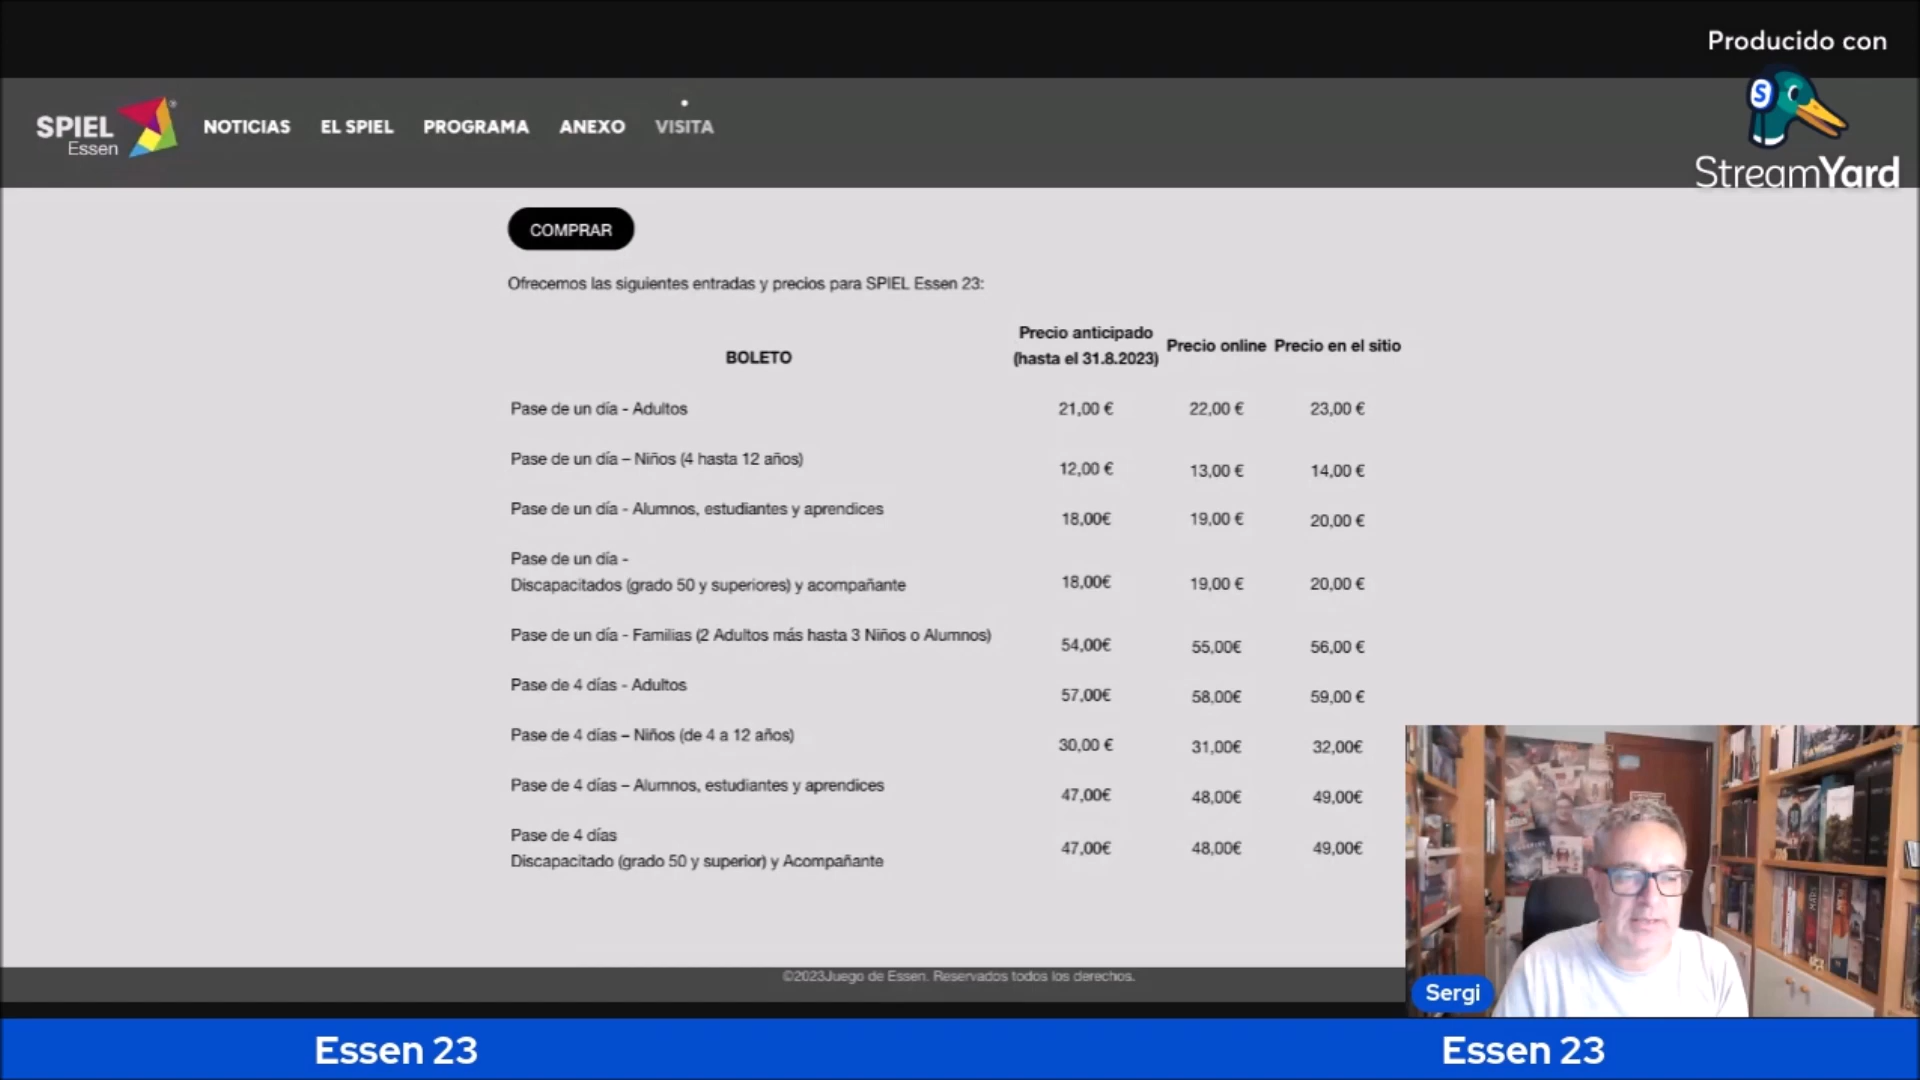 Producido con
StreamYard
SPIEL
Essen
NOTICIAS EL SPIEL PROGRAMA ANEXO VISITA
COMPRAR
Ofrecemos las siguientes entradas y precios para SPIEL Essen 23:
BOLETO Precio anticipado (hasta el 31.8.2023) Precio online Precio en el sitio
Pase de un día - Adultos 21,00 € 22,00 € 23,00 €
Pase de un día – Niños (4 hasta 12 años) 12,00 € 13,00 € 14,00 €
Pase de un día - Alumnos, estudiantes y aprendices 18,00€ 19,00 € 20,00 €
Pase de un día -
Discapacitados (grado 50 y superiores) y acompañante 18,00€ 19,00 € 20,00 €
Pase de un día - Familias (2 Adultos más hasta 3 Niños o Alumnos) 54,00€ 55,00€ 56,00 €
Pase de 4 días - Adultos 57,00€ 58,00€ 59,00 €
Pase de 4 días – Niños (de 4 a 12 años) 30,00 € 31,00€ 32,00€
Pase de 4 días – Alumnos, estudiantes y aprendices 47,00€ 48,00€ 49,00€
Pase de 4 días
Discapacitado (grado 50 y superior) y Acompañante 47,00€ 48,00€ 49,00€
©2023Juego de Essen. Reservados todos los derechos.
Sergi
Essen 23 Essen 23